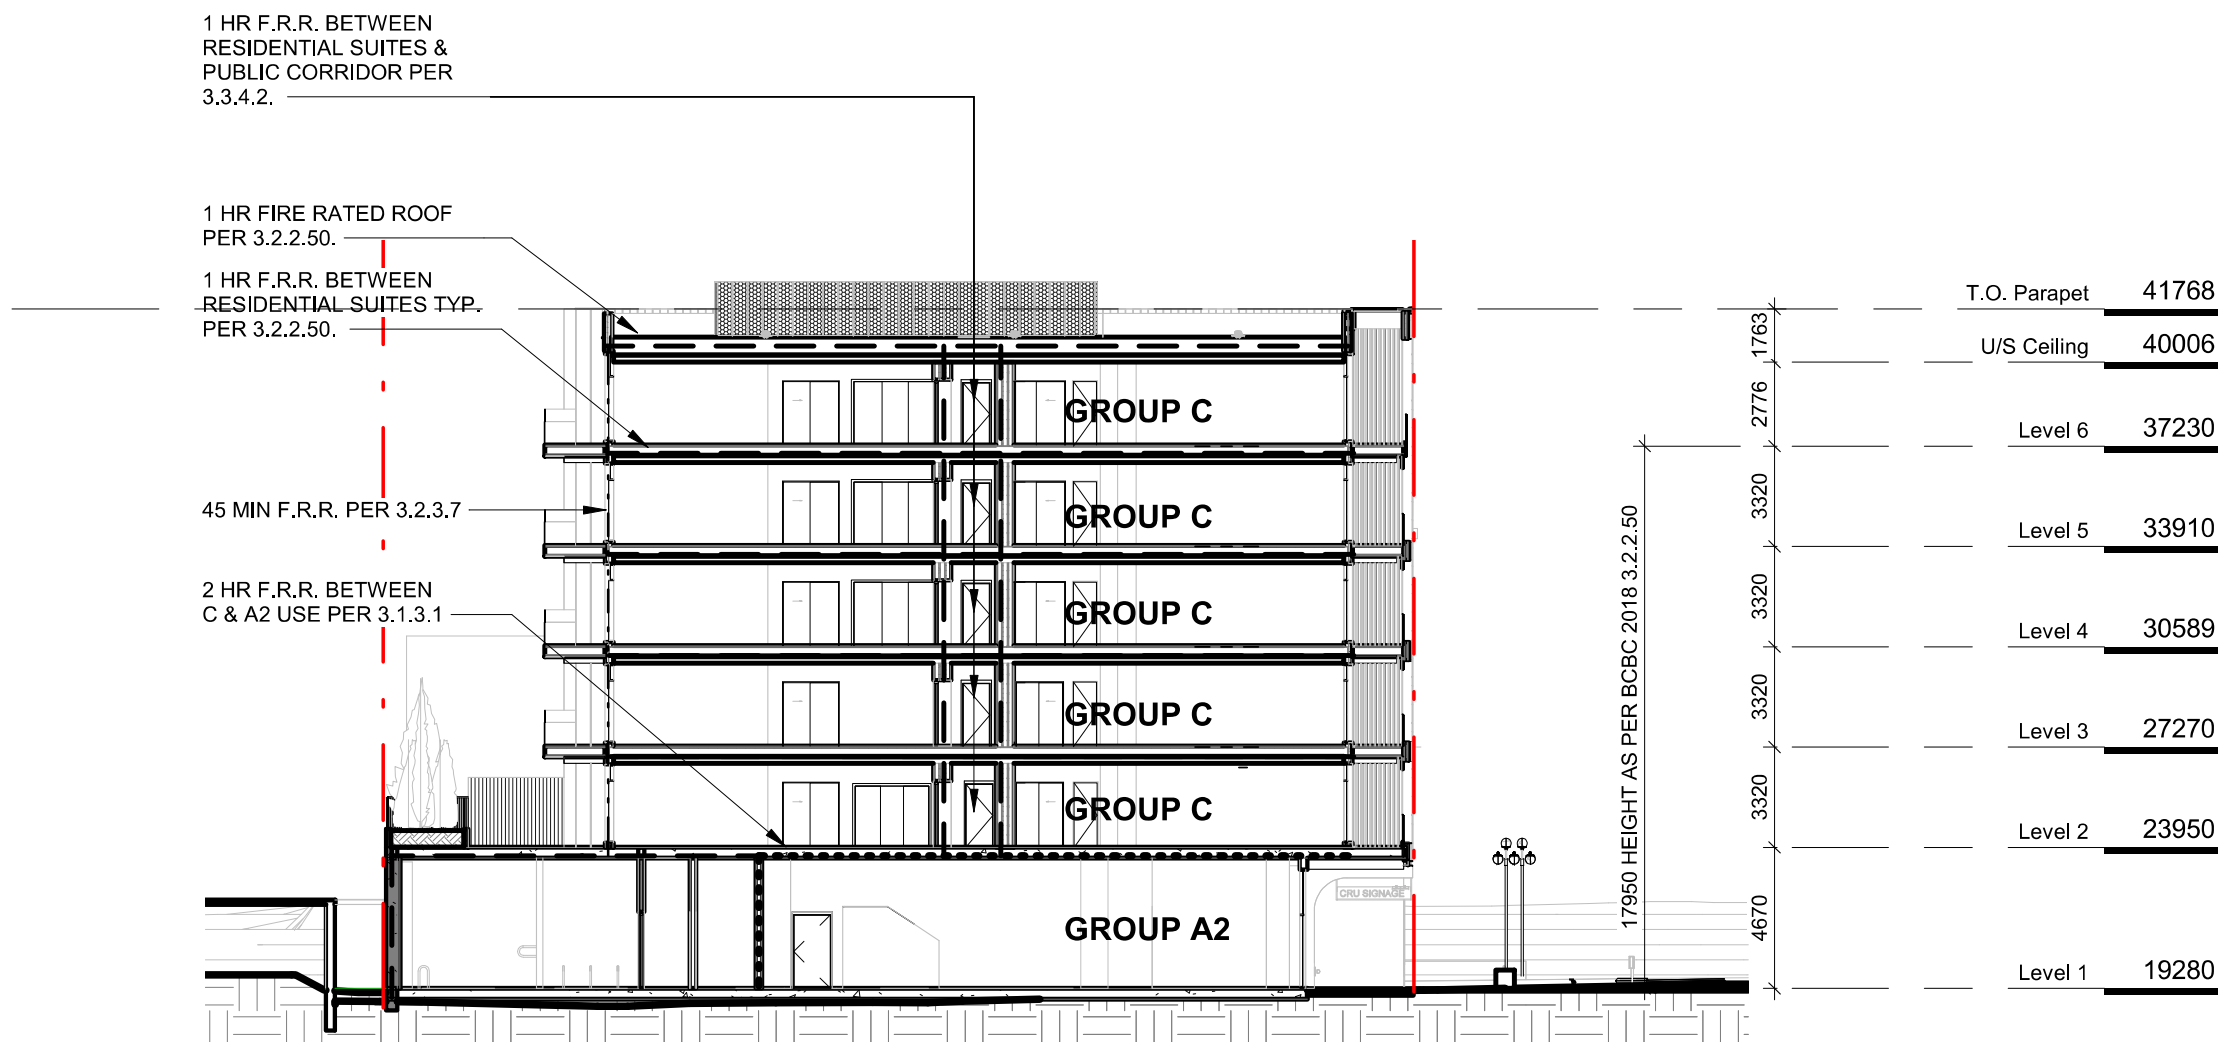 1 HR F.R.R. BETWEEN
RESIDENTIAL SUITES &
PUBLIC CORRIDOR PER
3.3.4.2.
1 HR FIRE RATED ROOF
PER 3.2.2.50.
1 HR F.R.R. BETWEEN
RESIDENTIAL SUITES TYP.
PER 3.2.2.50.
45 MIN F.R.R. PER 3.2.3.7
2 HR F.R.R. BETWEEN
C & A2 USE PER 3.1.3.1
GROUP C
GROUP C
GROUP C
GROUP C
GROUP C
GROUP A2
CRU SIGNAGE
17950 HEIGHT AS PER BCBC 2018 3.2.2.50
1763
2776
3320
3320
3320
3320
4670
T.O. Parapet 41768
U/S Ceiling 40006
Level 6 37230
Level 5 33910
Level 4 30589
Level 3 27270
Level 2 23950
Level 1 19280